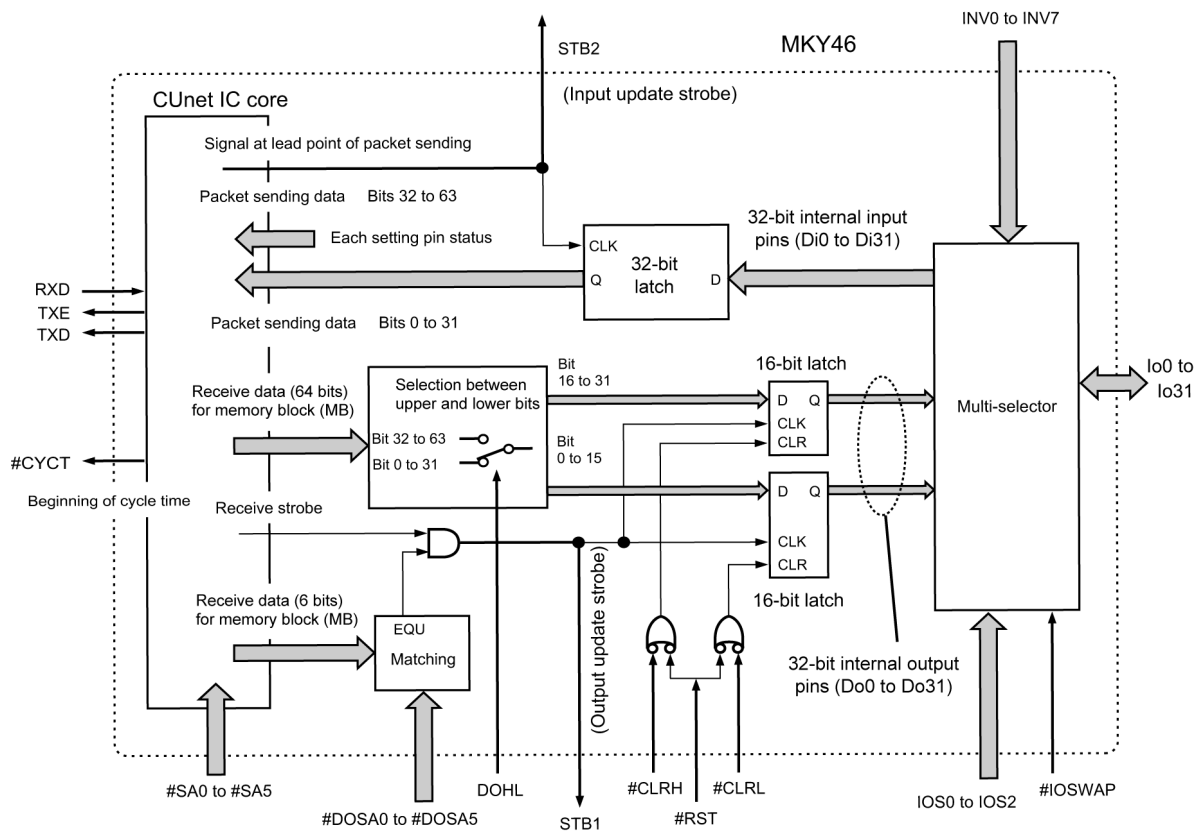 INV0 to INV7
STB2
MKY46
(Input update strobe)
CUnet IC core
Signal at lead point of packet sending
Packet sending data Bits 32 to 63
Each setting pin status
32-bit internal input
pins (Di0 to Di31)
CLK
32-bit
latch
Q
D
RXD
TXE
TXD
Packet sending data Bits 0 to 31
Receive data (64 bits)
for memory block (MB)
Selection between
upper and lower bits
Bit 32 to 63
Bit 0 to 31
Bit
16 to 31
Bit
0 to 15
16-bit latch
D Q
CLK
CLR
D Q
CLK
CLR
16-bit latch
Multi-selector
Io0 to
Io31
#CYCT
Beginning of cycle time
Receive strobe
Receive data (6 bits)
for memory block (MB)
EQU
Matching
(Output update strobe)
32-bit internal output
pins (Do0 to Do31)
#SA0 to #SA5
#DOSA0 to #DOSA5
DOHL
STB1
#CLRH
#RST
#CLRL
IOS0 to IOS2
#IOSWAP